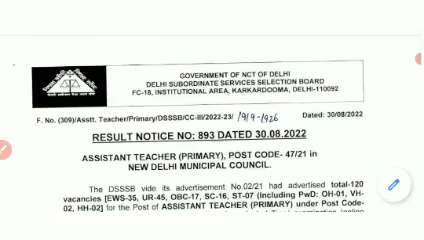 GOVERNMENT OF NCT OF DELHI
DELHI SUBORDINATE SERVICES SELECTION BOARD
FC-18, INSTITUTIONAL AREA, KARKARDOOMA, DELHI-110092
F. No. (309)/Asstt. Teacher/Primary/DSSSB/CC-III/2022-23/ 1919-1926 Dated: 30/08/2022
RESULT NOTICE NO: 893 DATED 30.08.2022
ASSISTANT TEACHER (PRIMARY), POST CODE- 47/21 in
NEW DELHI MUNICIPAL COUNCIL.
The DSSSB vide its advertisement No.02/21 had advertised total-120
vacancies [EWS-35, UR-45, OBC-17, SC-16, ST-07 (Including PwD: OH-01, VH-
02, HH-02] for the Post of ASSISTANT TEACHER (PRIMARY) under Post Code-